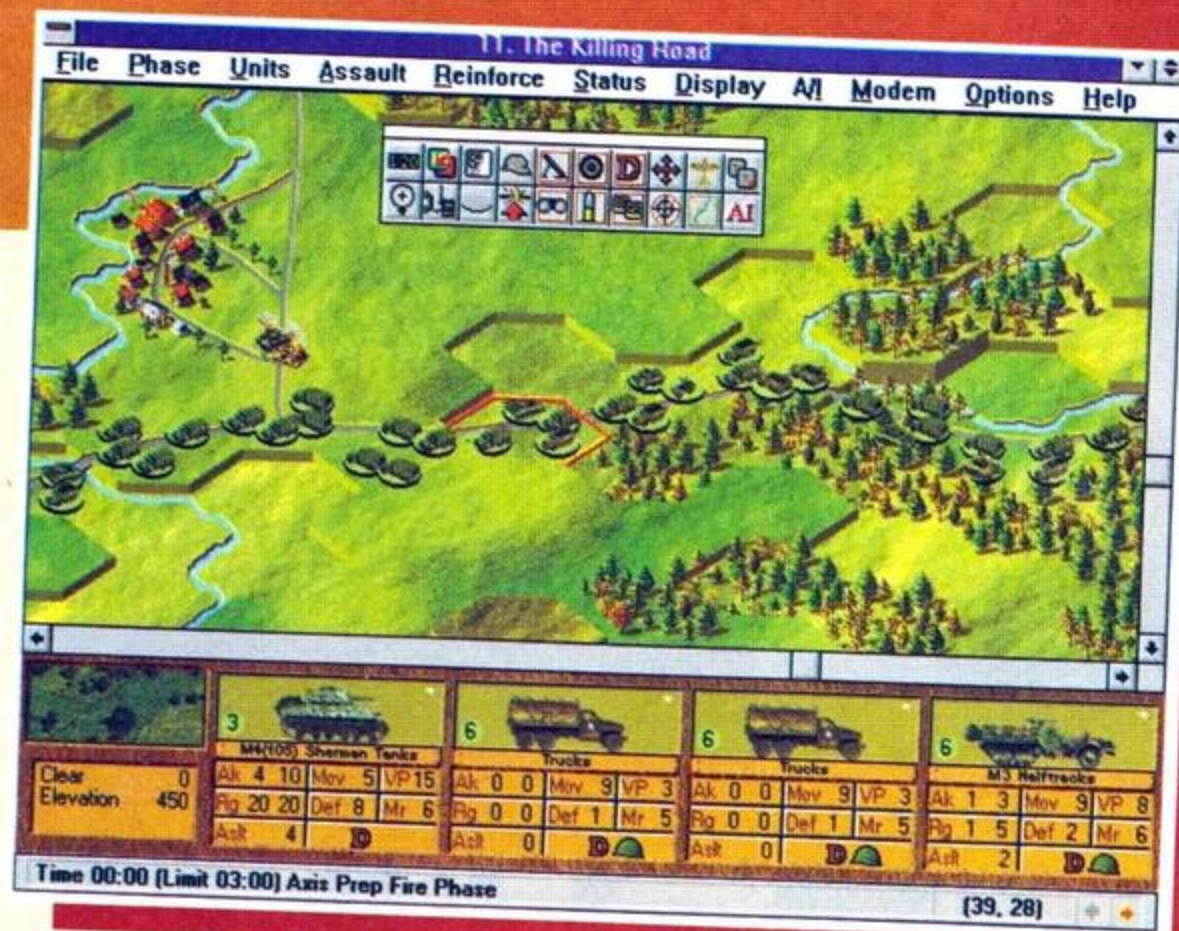 11. The Killing Road
File Phase Units Assault Reinforce Status Display A/I Modem Options Help
D
AI
3
M4(105) Sherman Tanks
Ak 4 10 Mov 5 VP 15
Rg 20 20 Def 8 Mr 6
Aslt 4 D
6
Trucks
Ak 0 0 Mov 9 VP 3
Rg 0 0 Def 1 Mr 5
Aslt 0 D
6
Trucks
Ak 0 0 Mov 9 VP 3
Rg 0 0 Def 1 Mr 5
Aslt 0 D
6
M3 Halftracks
Ak 1 3 Mov 9 VP 8
Rg 1 5 Def 2 Mr 6
Aslt 2 D
Clear 0
Elevation 450
Time 00:00 (Limit 03:00) Axis Prep Fire Phase
(39, 28)